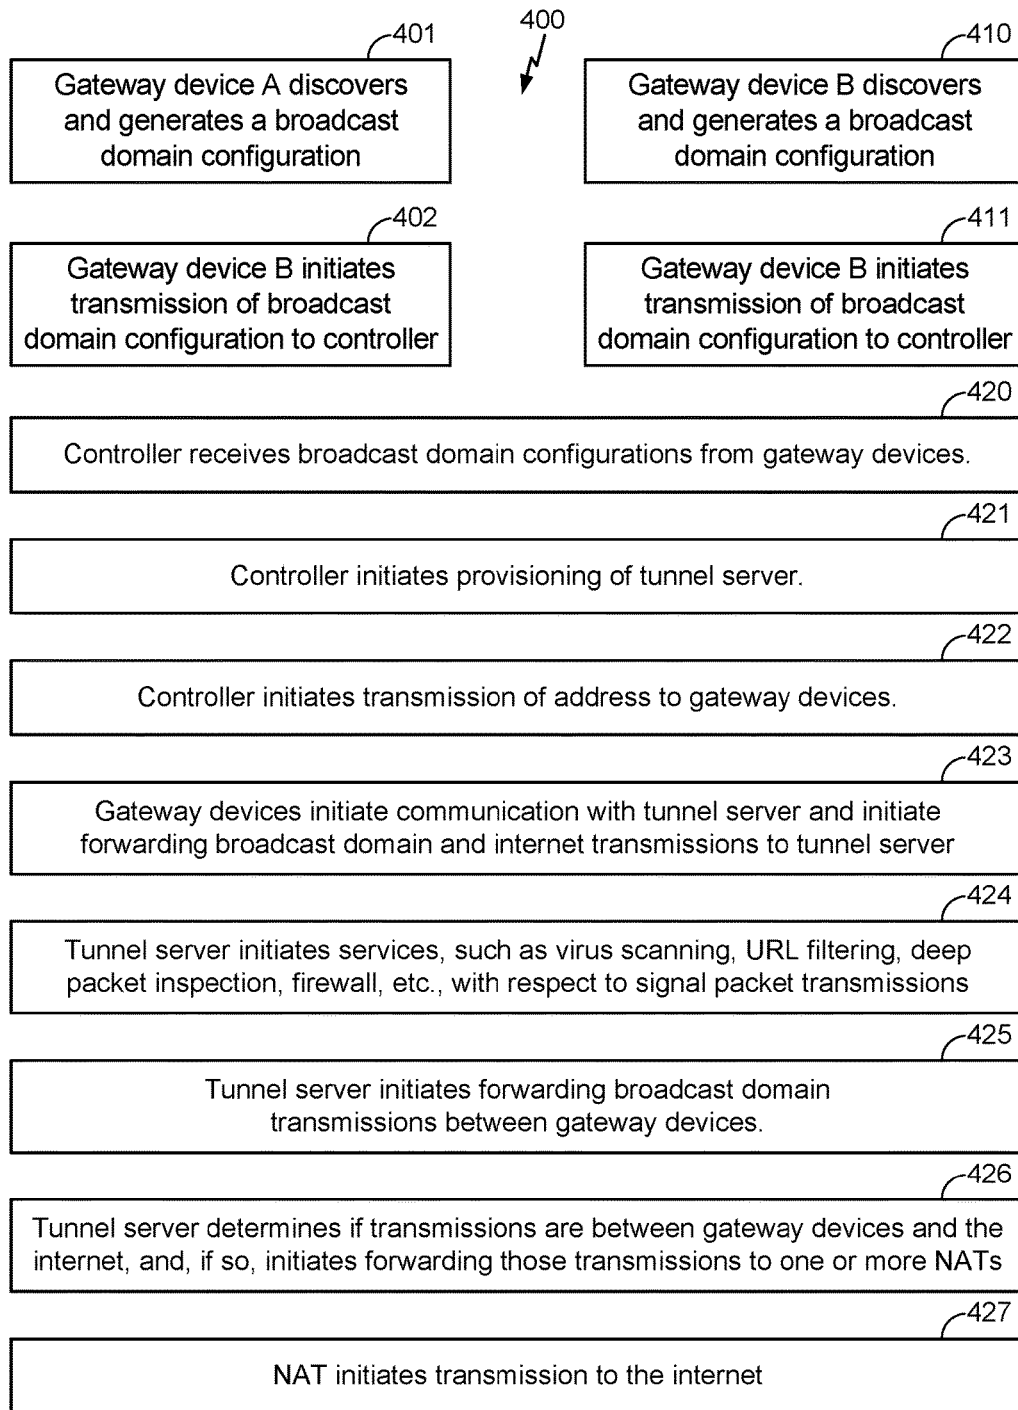 400
401
Gateway device A discovers
and generates a broadcast
domain configuration
410
Gateway device B discovers
and generates a broadcast
domain configuration
402
Gateway device B initiates
transmission of broadcast
domain configuration to controller
411
Gateway device B initiates
transmission of broadcast
domain configuration to controller
420
Controller receives broadcast domain configurations from gateway devices.
421
Controller initiates provisioning of tunnel server.
422
Controller initiates transmission of address to gateway devices.
423
Gateway devices initiate communication with tunnel server and initiate
forwarding broadcast domain and internet transmissions to tunnel server
424
Tunnel server initiates services, such as virus scanning, URL filtering, deep
packet inspection, firewall, etc., with respect to signal packet transmissions
425
Tunnel server initiates forwarding broadcast domain
transmissions between gateway devices.
426
Tunnel server determines if transmissions are between gateway devices and the
internet, and, if so, initiates forwarding those transmissions to one or more NATs
427
NAT initiates transmission to the internet